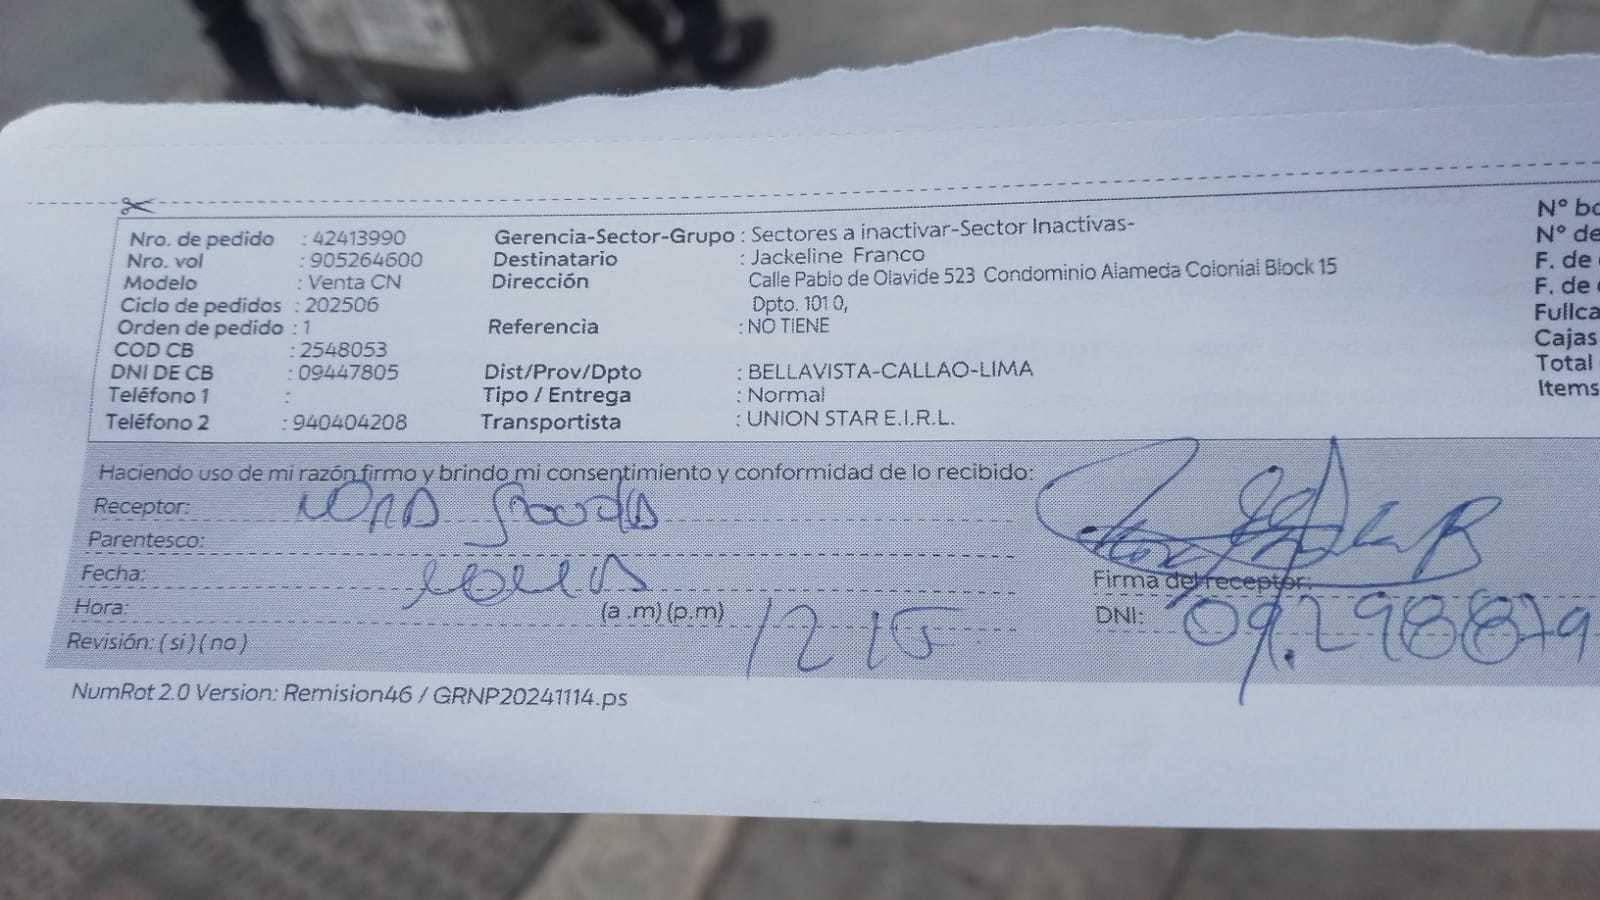 Nro. de pedido : 42413990
Nro. vol : 905264600
Modelo : Venta CN
Ciclo de pedidos : 202506
Orden de pedido : 1
COD CB : 2548053
DNI DE CB : 09447805
Teléfono 1 :
Teléfono 2 : 940404208
Gerencia-Sector-Grupo : Sectores a inactivar-Sector Inactivas-
Destinatario : Jackeline Franco
Dirección : Calle Pablo de Olavide 523 Condominio Alameda Colonial Block 15
Dpto. 101 0,
Referencia : NO TIENE
Dist/Prov/Dpto : BELLAVISTA-CALLAO-LIMA
Tipo / Entrega : Normal
Transportista : UNION STAR E.I.R.L.
N° bo
N° de
F. de
F. de
Fullca
Cajas
Total
Items
Haciendo uso de mi razón firmo y brindo mi consentimiento y conformidad de lo recibido:
Receptor: NORA
Parentesco:
Fecha:
Hora: (a .m) (p.m) 12 15
Revisión: ( si ) ( no )
Firma del receptor:
DNI: 09298879
NumRot 2.0 Version: Remision46 / GRNP20241114.ps